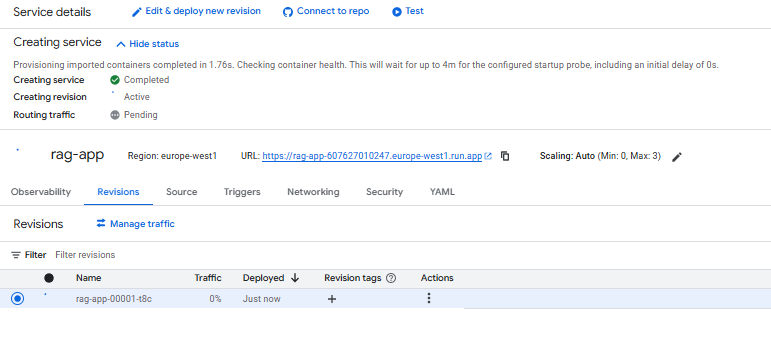 Service details Edit & deploy new revision Connect to repo Test
Creating service Hide status
Provisioning imported containers completed in 1.76s. Checking container health. This will wait for up to 4m for the configured startup probe, including an initial delay of 0s.
Creating service Completed
Creating revision Active
Routing traffic Pending
rag-app Region: europe-west1 URL: https://rag-app-607627010247.europe-west1.run.app Scaling: Auto (Min: 0, Max: 3)
Observability Revisions Source Triggers Networking Security YAML
Revisions Manage traffic
Filter Filter revisions
Name Traffic Deployed Revision tags Actions
rag-app-00001-t8c 0% Just now